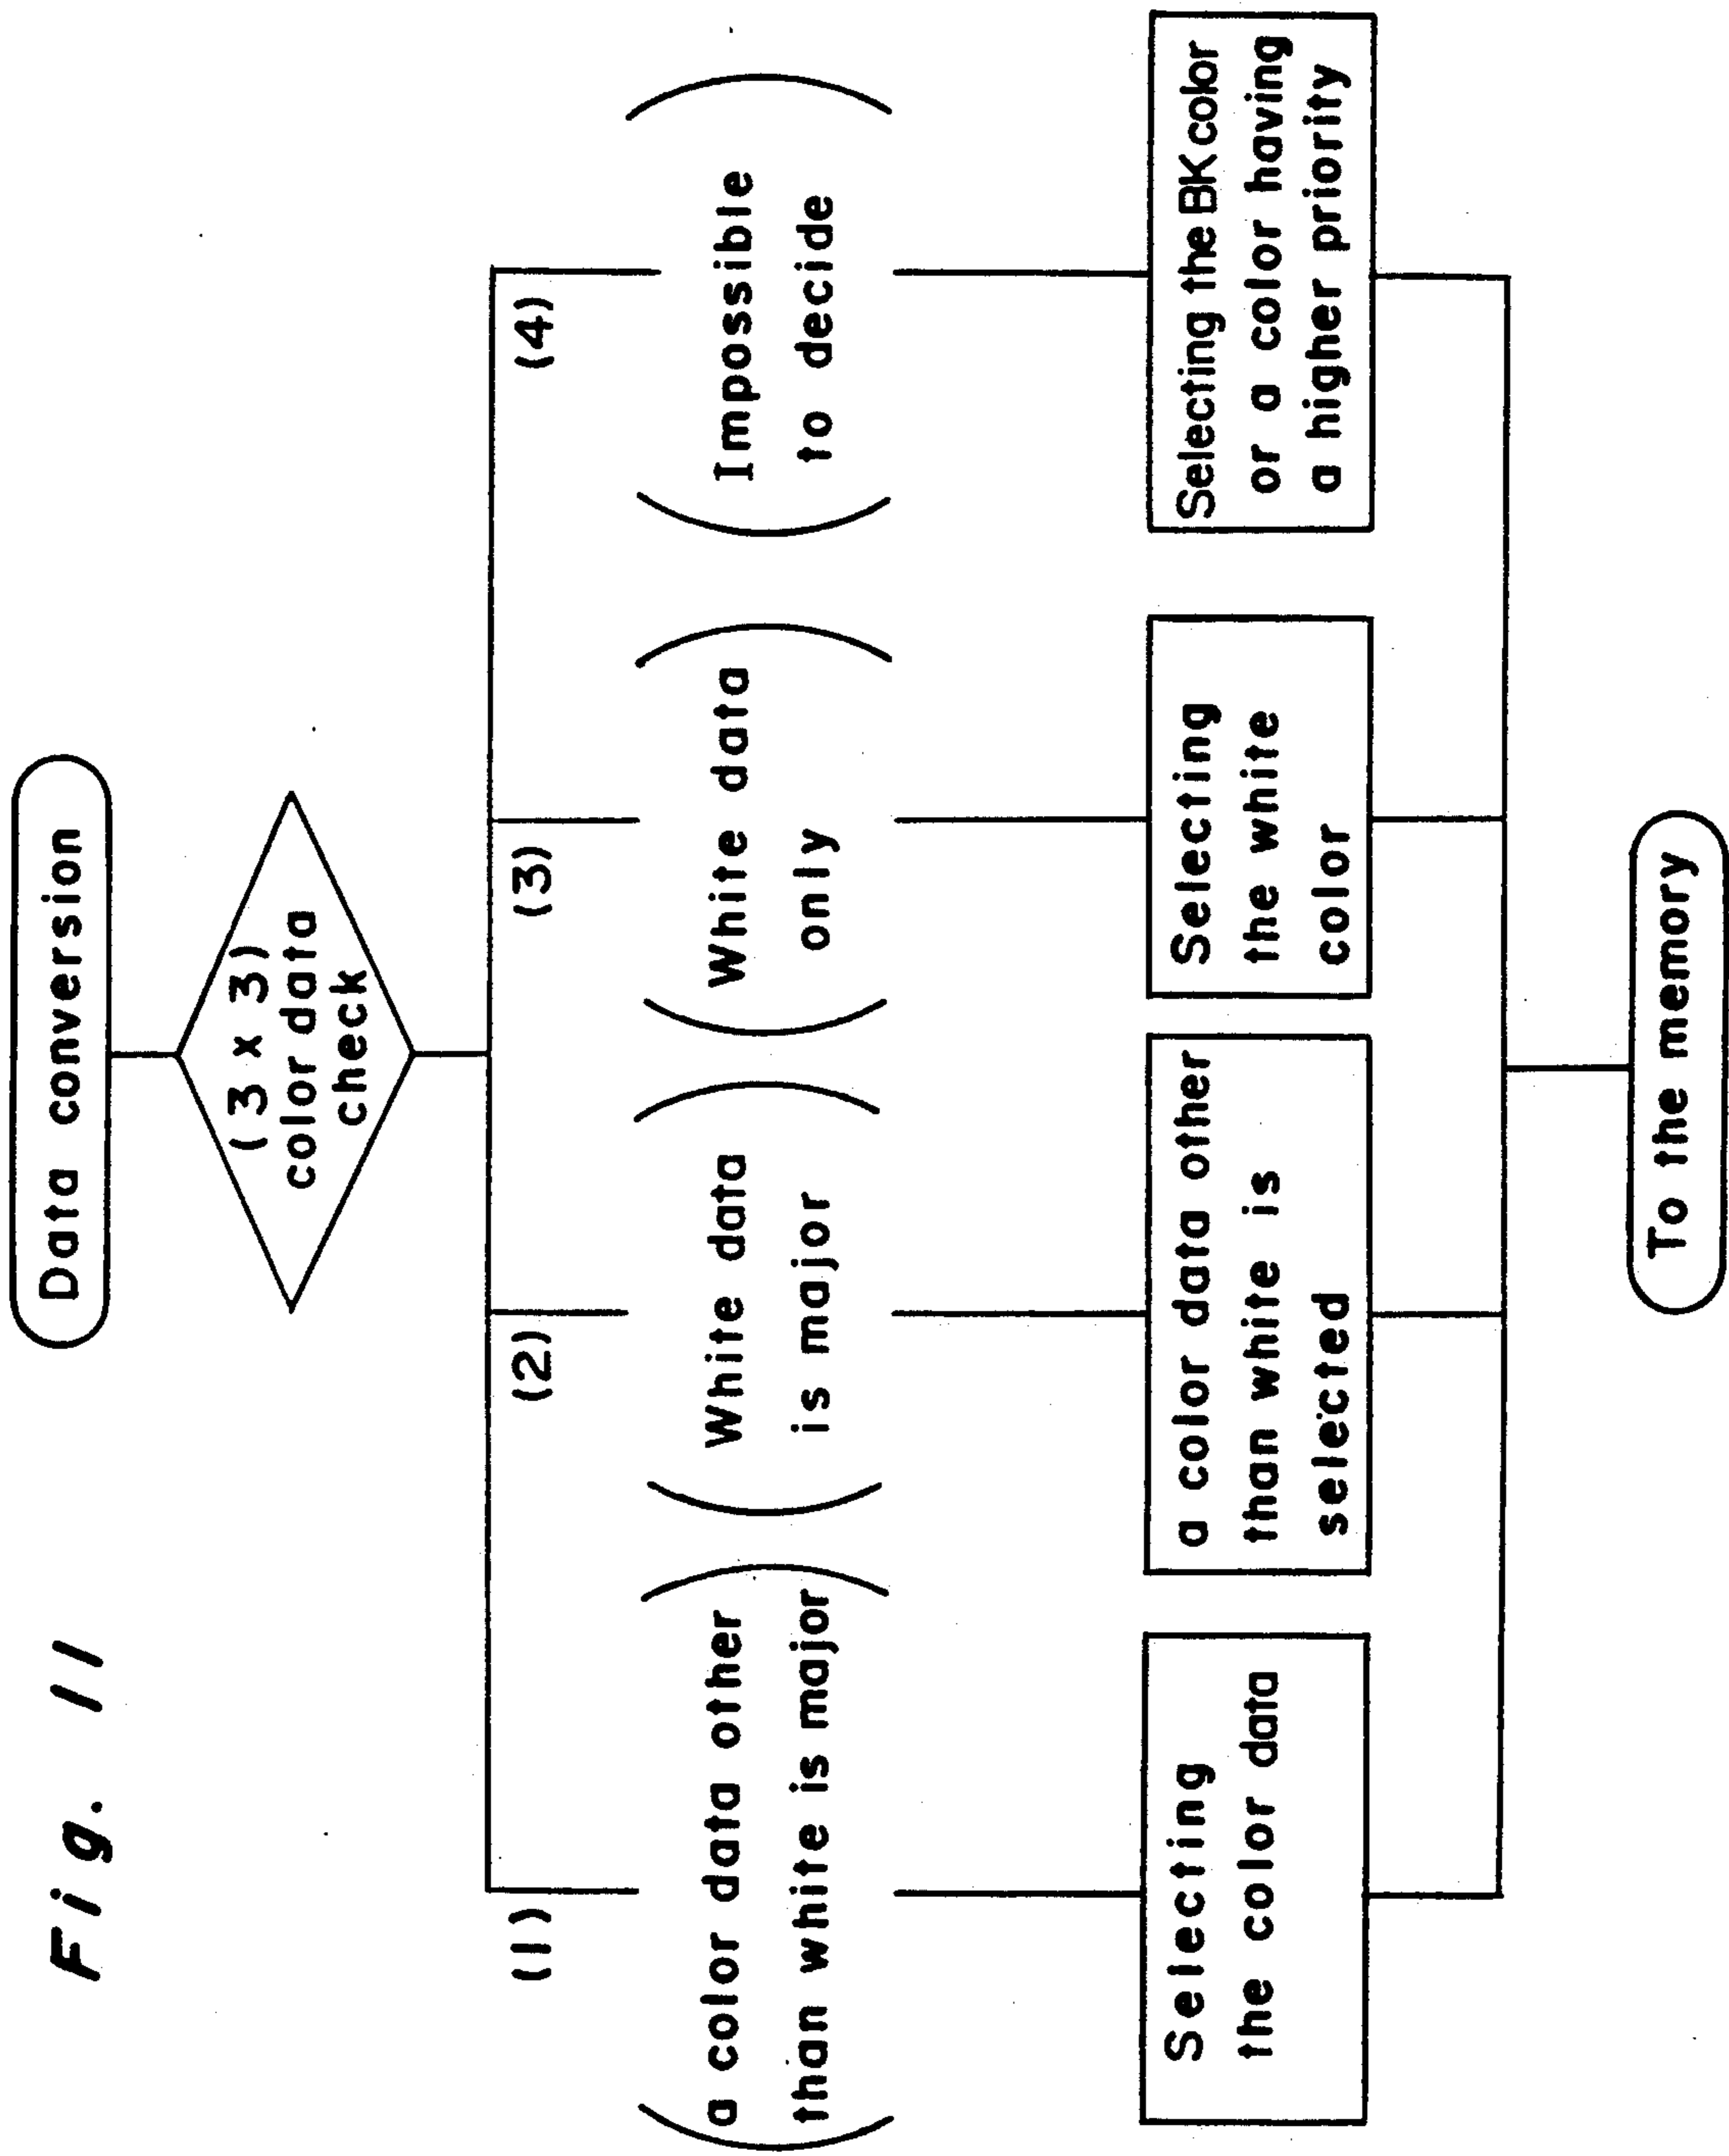 Fig. 11
Data conversion
(3 x 3)
color data
check
(1)
(2)
(3)
(4)
a color data other
than white is major
White data
is major
White data
only
Impossible
to decide
Selecting
the color data
a color data other
than white is
selected
Selecting
the white
color
Selecting the BK color
or a color having
a higher priority
To the memory